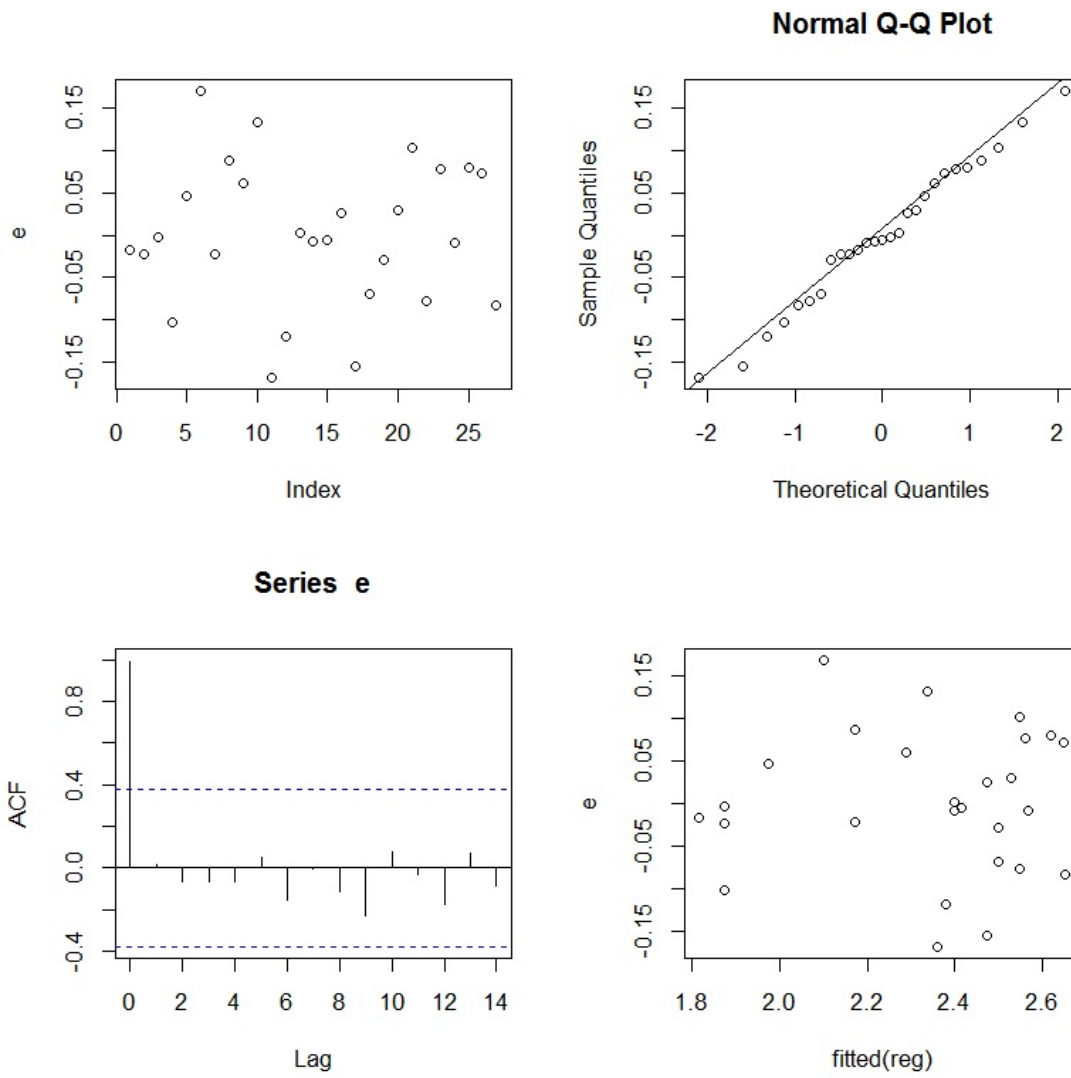 Normal Q-Q Plot
e
-0.15 -0.05 0.05 0.15
0 5 10 15 20 25
Index
Sample Quantiles
-0.15 -0.05 0.05 0.15
-2 -1 0 1 2
Theoretical Quantiles
Series e
ACF
-0.4 0.0 0.4 0.8
0 2 4 6 8 10 12 14
Lag
e
-0.15 -0.05 0.05 0.15
1.8 2.0 2.2 2.4 2.6
fitted(reg)